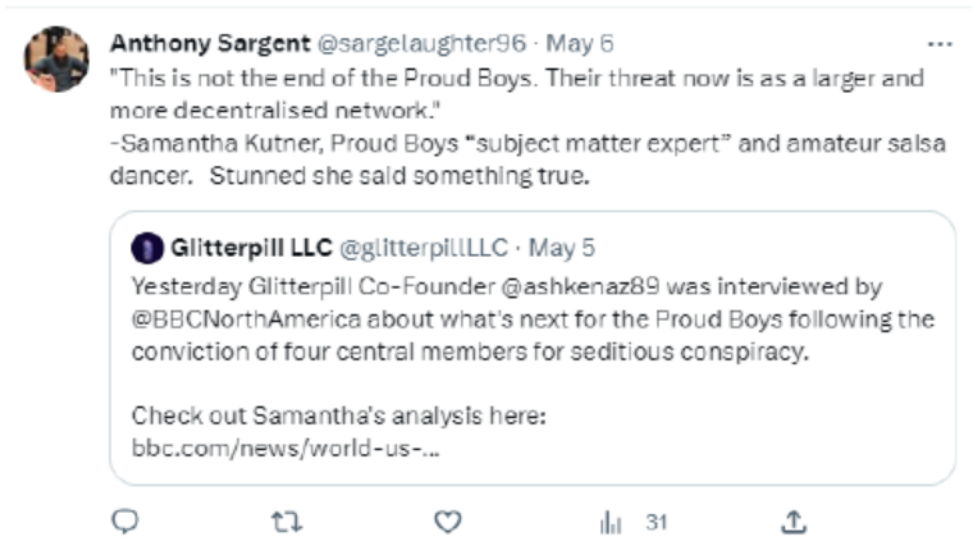 Anthony Sargent @sargelaughter96 · May 6
"This is not the end of the Proud Boys. Their threat now is as a larger and
more decentralised network."
-Samantha Kutner, Proud Boys “subject matter expert” and amateur salsa
dancer.  Stunned she said something true.
Glitterpill LLC @glitterpillLLC · May 5
Yesterday Glitterpill Co-Founder @ashkenaz89 was interviewed by
@BBCNorthAmerica about what's next for the Proud Boys following the
conviction of four central members for seditious conspiracy.
Check out Samantha's analysis here:
bbc.com/news/world-us-...
31